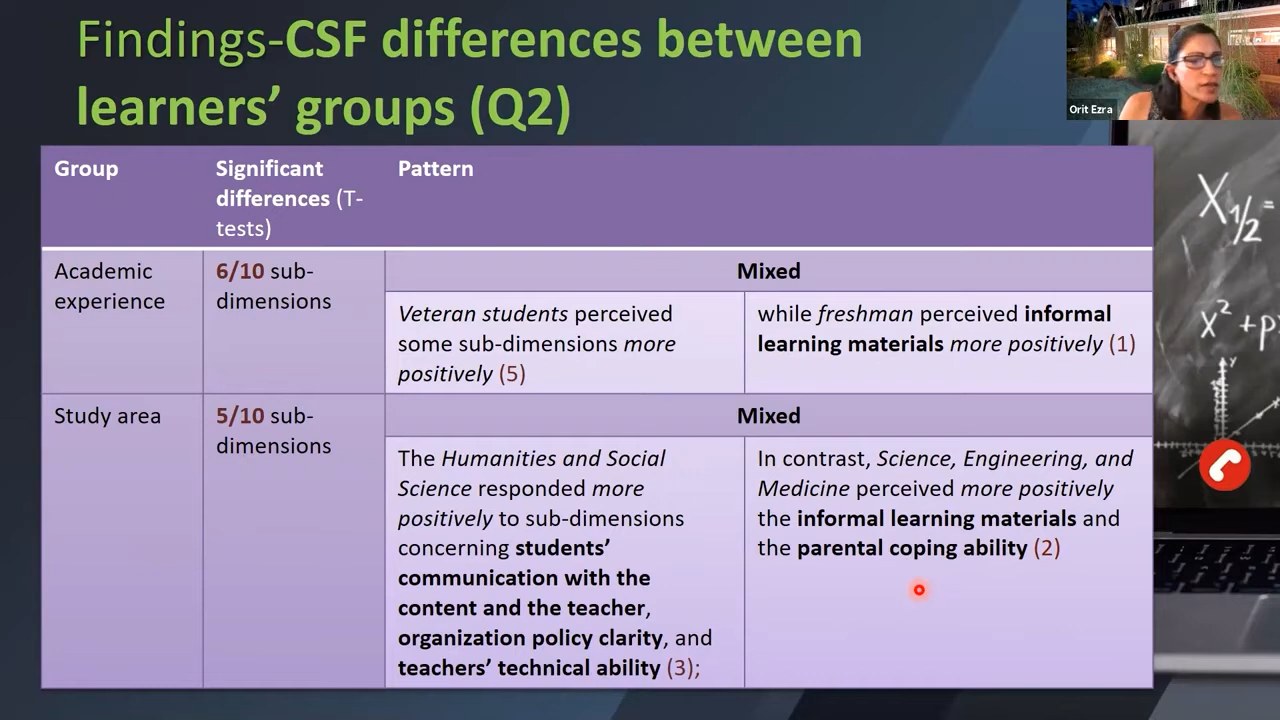 Findings-CSF differences between
learners’ groups (Q2)
Orit Ezra
Group
Significant
differences (T-
tests)
Pattern
Academic
experience
6/10 sub-
dimensions
Mixed
Veteran students perceived
some sub-dimensions more
positively (5)
while freshman perceived informal
learning materials more positively (1)
Study area
5/10 sub-
dimensions
Mixed
The Humanities and Social
Science responded more
positively to sub-dimensions
concerning students’
communication with the
content and the teacher,
organization policy clarity, and
teachers’ technical ability (3);
In contrast, Science, Engineering, and
Medicine perceived more positively
the informal learning materials and
the parental coping ability (2)
X1/2 =
x² + p